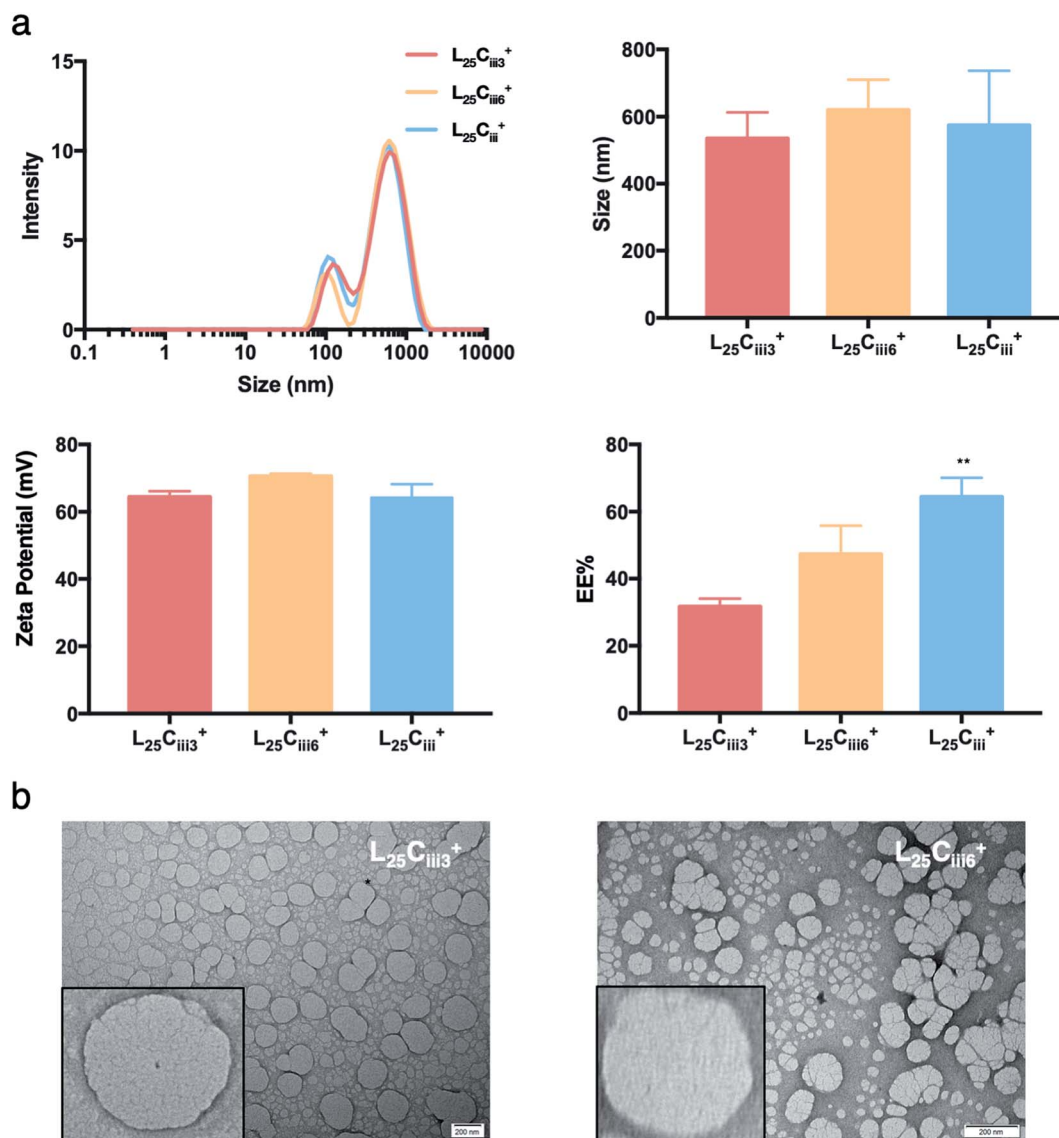 a
L₂₅Cᵢᵢᵢ₃⁺
L₂₅Cᵢᵢᵢ₆⁺
L₂₅Cᵢᵢᵢ⁺
15
10
5
0
Intensity
0.1 1 10 100 1000 10000
Size (nm)
800
600
400
200
0
Size (nm)
L₂₅Cᵢᵢᵢ₃⁺ L₂₅Cᵢᵢᵢ₆⁺ L₂₅Cᵢᵢᵢ⁺
80
60
40
20
0
Zeta Potential (mV)
L₂₅Cᵢᵢᵢ₃⁺ L₂₅Cᵢᵢᵢ₆⁺ L₂₅Cᵢᵢᵢ⁺
80
60
40
20
0
EE%
**
L₂₅Cᵢᵢᵢ₃⁺ L₂₅Cᵢᵢᵢ₆⁺ L₂₅Cᵢᵢᵢ⁺
b
L₂₅Cᵢᵢᵢ₃⁺
*
200 nm
L₂₅Cᵢᵢᵢ₆⁺
200 nm